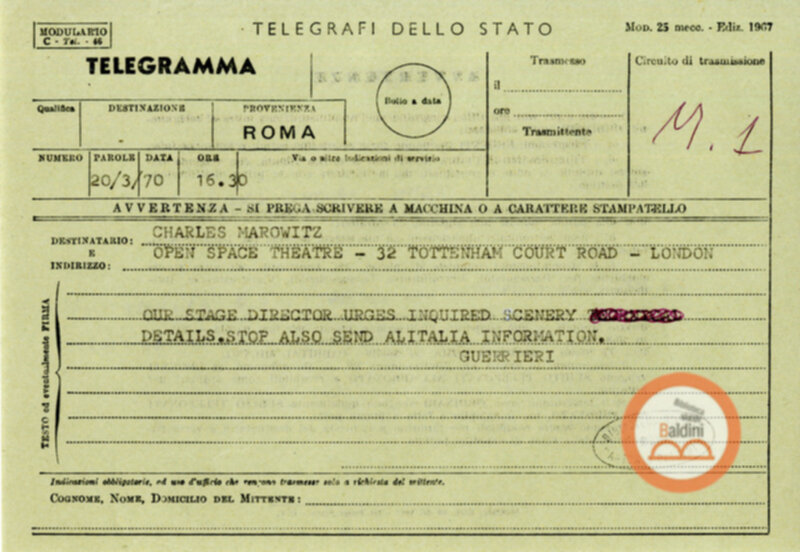 MODULARIO
C - Tel. - 66
TELEGRAFI DELLO STATO
Mod. 25 mecc. - Ediz. 1967
TELEGRAMMA
Bollo a data
Trasmesso
il
ore
Trasmittente
Circuito di trasmissione
M. 1
Qualifica
DESTINAZIONE
PROVENIENZA
ROMA
NUMERO
PAROLE
DATA
ORE
Via o altre indicazioni di servizio
20/3/70
16.30
AVVERTENZA - SI PREGA SCRIVERE A MACCHINA O A CARATTERE STAMPATELLO
DESTINATARIO:
E
INDIRIZZO:
CHARLES MAROWITZ
OPEN SPACE THEATRE - 32 TOTTENHAM COURT ROAD - LONDON
TESTO ed eventualmente FIRMA
OUR STAGE DIRECTOR URGES INQUIRED SCENERY
DETAILS.STOP ALSO SEND ALITALIA INFORMATION.
GUERRIERI
Biblioteca
Baldini
Indicazioni obbligatorie, ed uso d'ufficio che vengono trasmesse solo a richiesta del mittente.
COGNOME, NOME, DOMICILIO DEL MITTENTE: